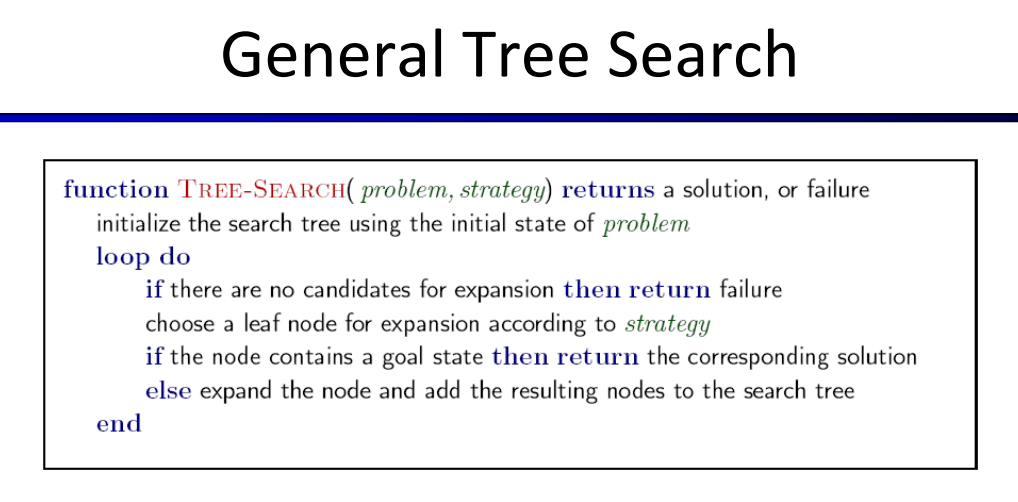 General Tree Search
function TREE-SEARCH( problem, strategy) returns a solution, or failure
initialize the search tree using the initial state of problem
loop do
if there are no candidates for expansion then return failure
choose a leaf node for expansion according to strategy
if the node contains a goal state then return the corresponding solution
else expand the node and add the resulting nodes to the search tree
end